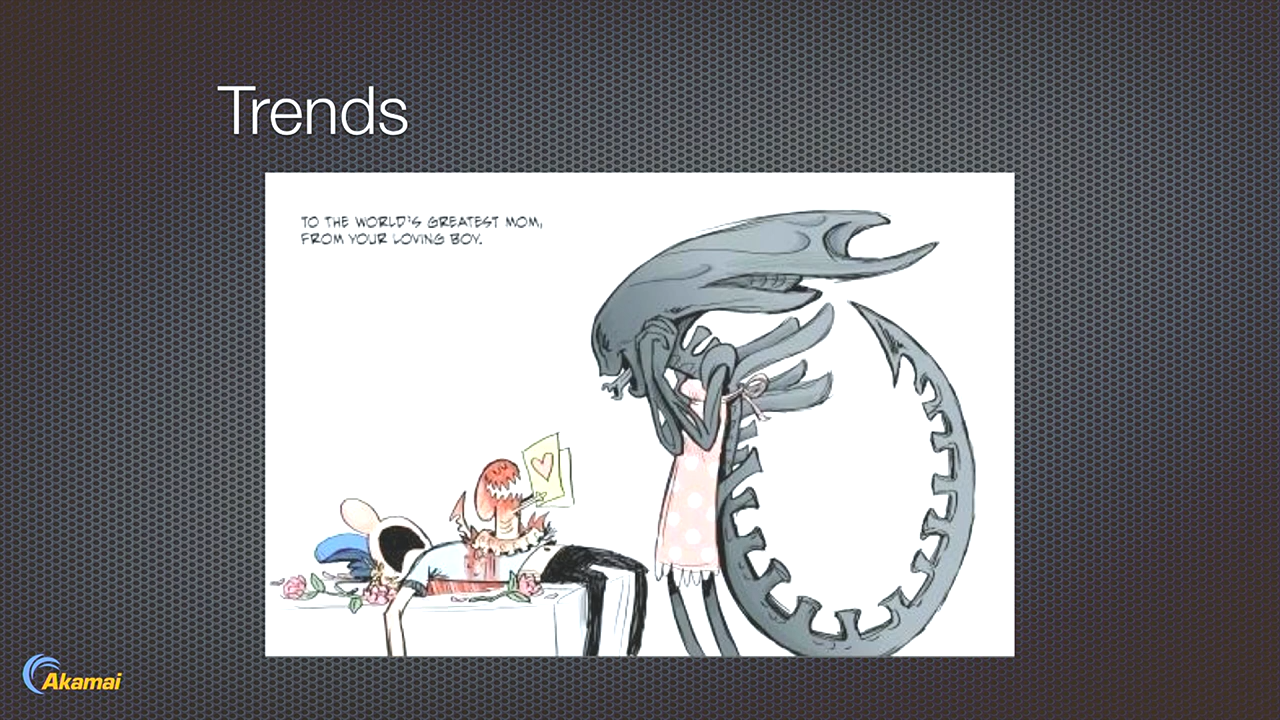 Trends
TO THE WORLD'S GREATEST MOM,
FROM YOUR LOVING BOY.
Akamai